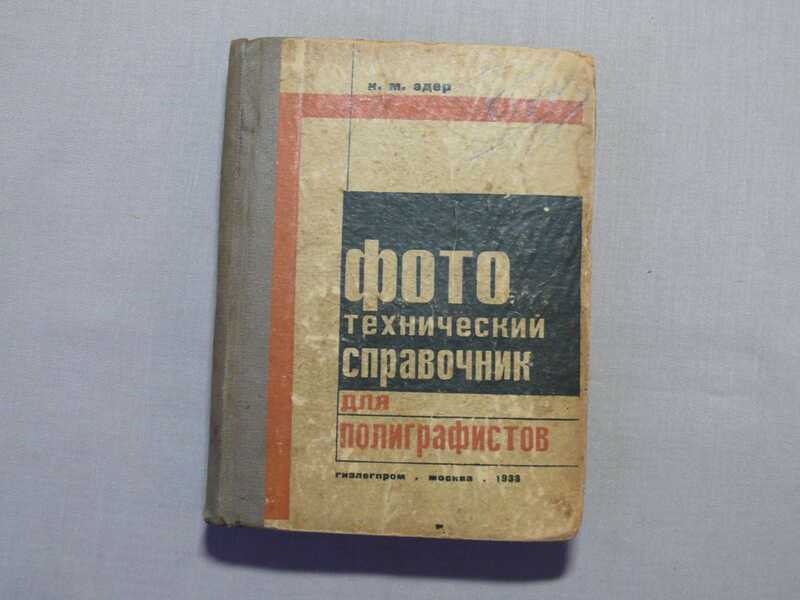 и. м. эдер
фото
технический
справочник
для
полиграфистов
гизлегпром . москва . 1933